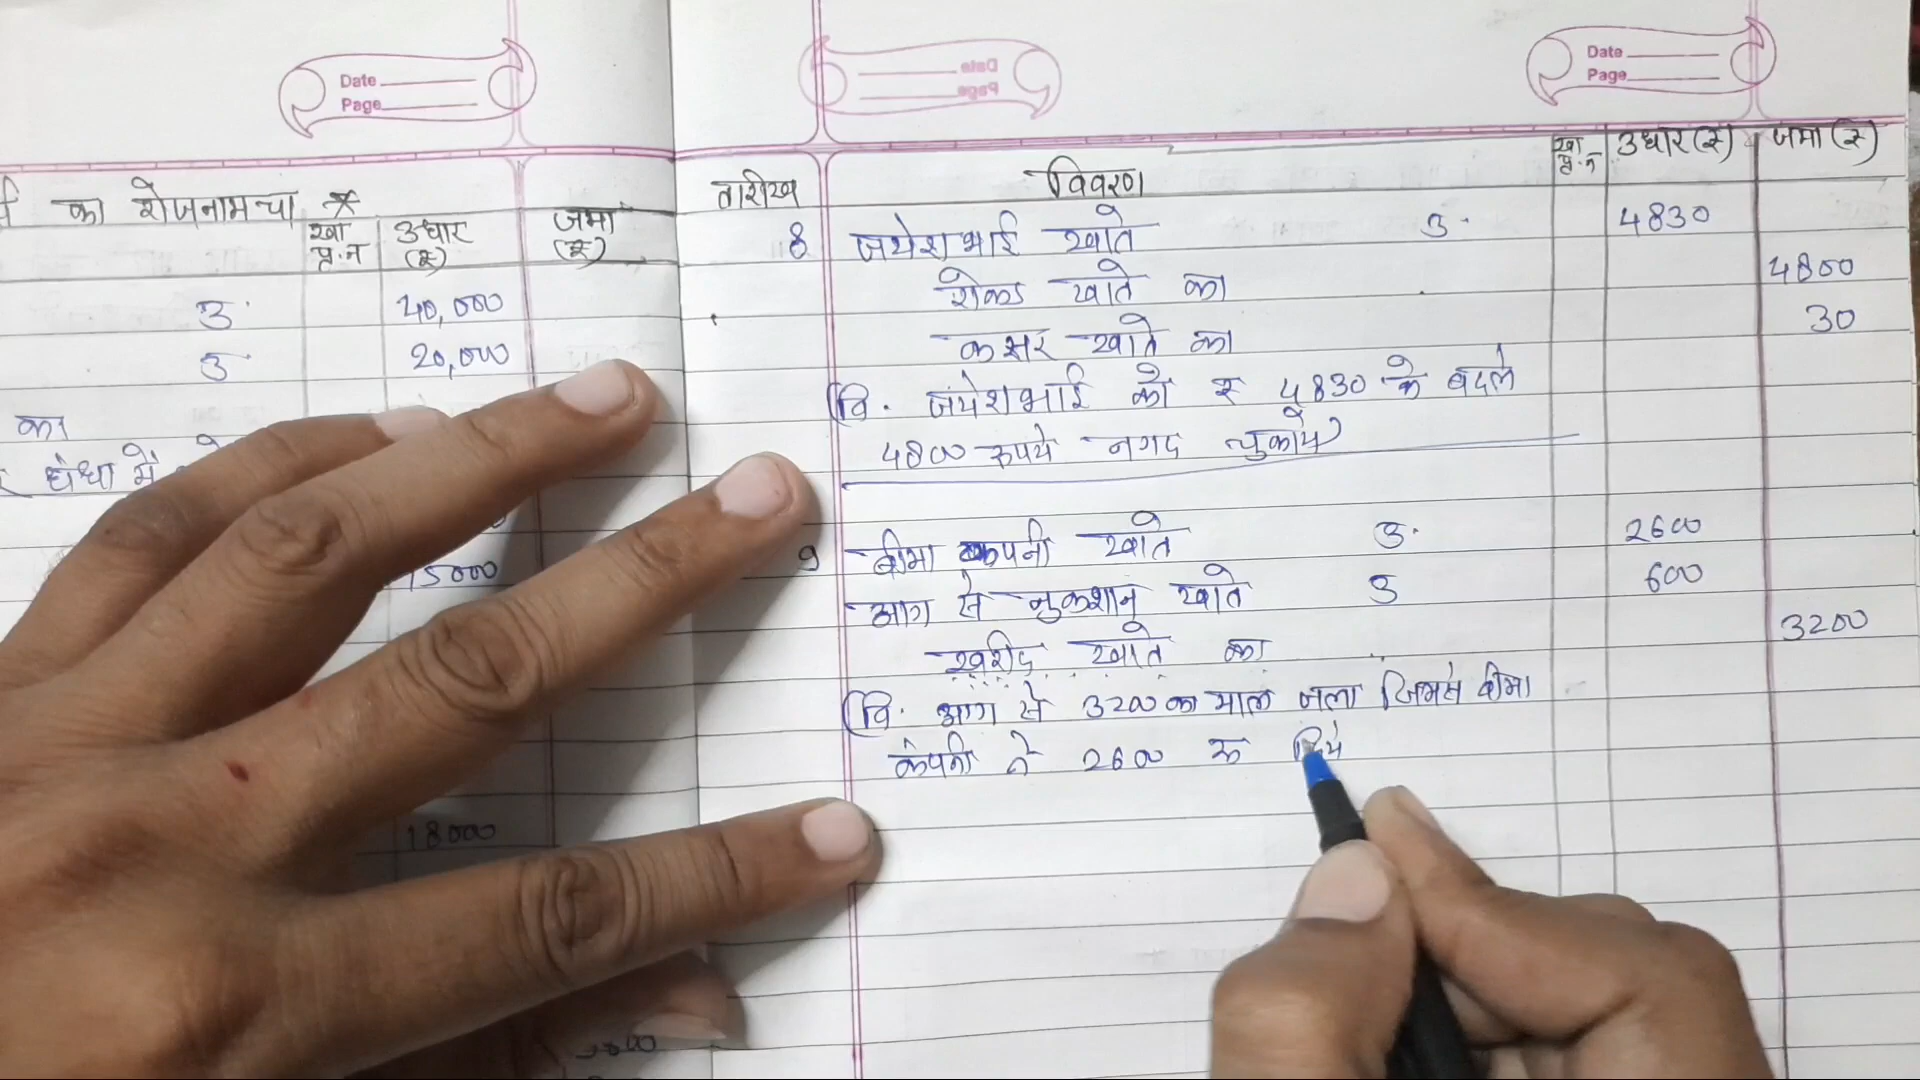 Date
Page
का रोजनामचा
खा पृ.न उधार (₹) जमा (₹)
उ. 40,000
उ 20,000
का
धंधा में
15000
18000
Date
Page
Date
Page
तारीख विवरण खा पृ.न उधार(₹) जमा(₹)
8 जयेशभाई खाते उ. 4830
रोकड खाते का 4800
कसर खाते का 30
(वि. जयेशभाई को ₹ 4830 के बदले
4800 रुपये नगद चुकाये)
9 बीमा कंपनी खाते उ. 2600
आग से नुकशान खाते उ 600
खरीद खाते का 3200
(वि. आग से 3200 का माल जला जिसमे बीमा
कंपनी ने 2600 रु दिये